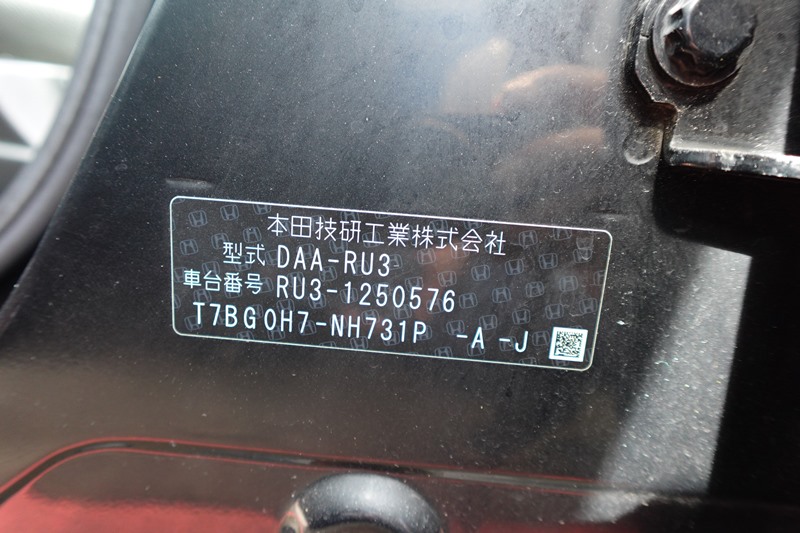 本田技研工業株式会社
型式 DAA-RU3
車台番号 RU3-1250576
T7BG0H7-NH731P -A -J